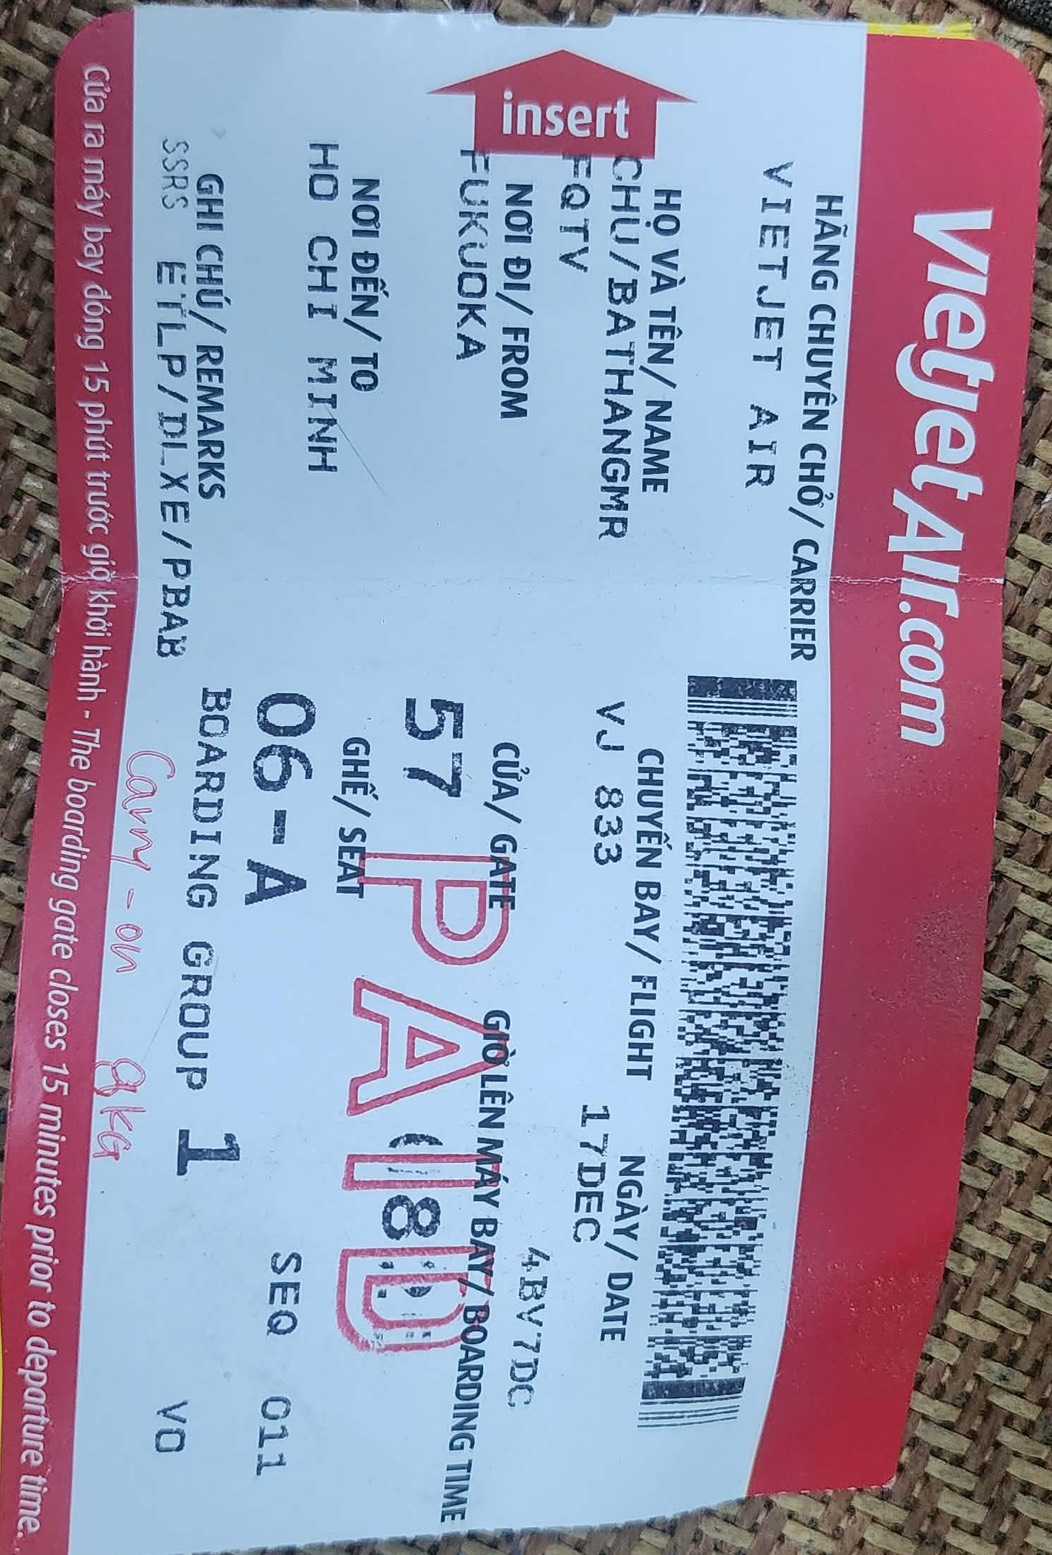 vietjetAir.com
HÃNG CHUYÊN CHỞ/ CARRIER
VIETJET AIR
HỌ VÀ TÊN/ NAME
CHU/BATHANGMR
FQTV
NƠI ĐI/ FROM
FUKUOKA
NƠI ĐẾN/ TO
HO CHI MINH
GHI CHÚ/ REMARKS
SSRS ETLP/DLXE/PBAB
insert
CHUYẾN BAY/ FLIGHT
VJ 833
NGÀY/ DATE
17DEC
4BV7DC
CỬA/ GATE
57
GIỜ LÊN MÁY BAY/ BOARDING TIME
PAID
GHẾ/ SEAT
06-A
SEQ 011
BOARDING GROUP 1
VO
Carry-on 8KG
Cửa ra máy bay đóng 15 phút trước giờ khởi hành - The boarding gate closes 15 minutes prior to departure time.